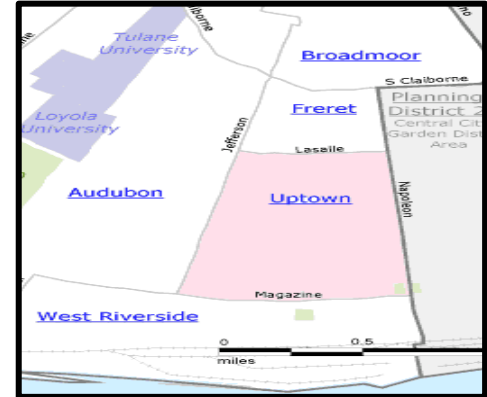 Tulane
University
Claiborne
Broadmoor
S Claiborne
Planning
District 2
Central City
Garden Dist
Area
Freret
Loyola
University
Jefferson
Lasalle
Audubon
Uptown
Napoleon
Magazine
West Riverside
0 0.5
miles